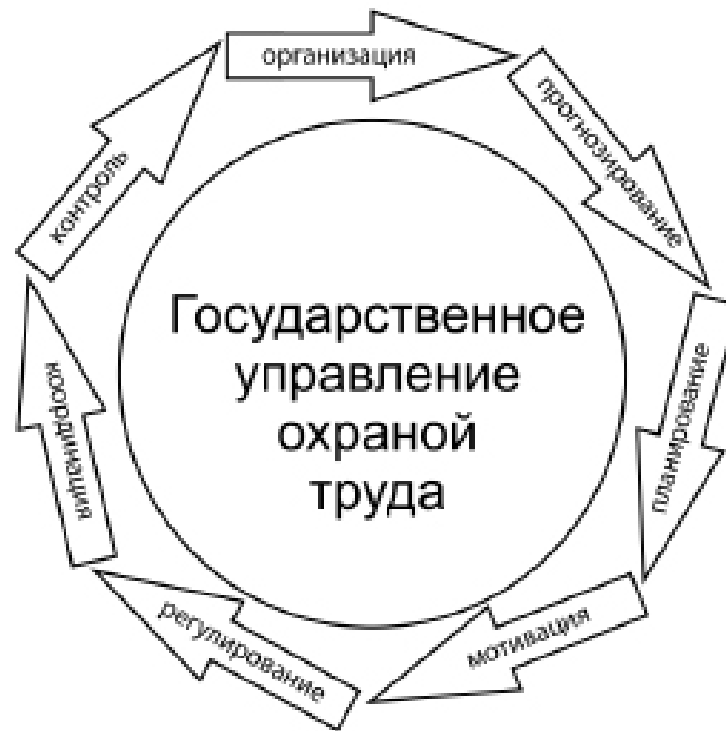 организация
прогнозирование
планирование
мотивация
регулирование
координация
контроль
Государственное
управление
охраной
труда